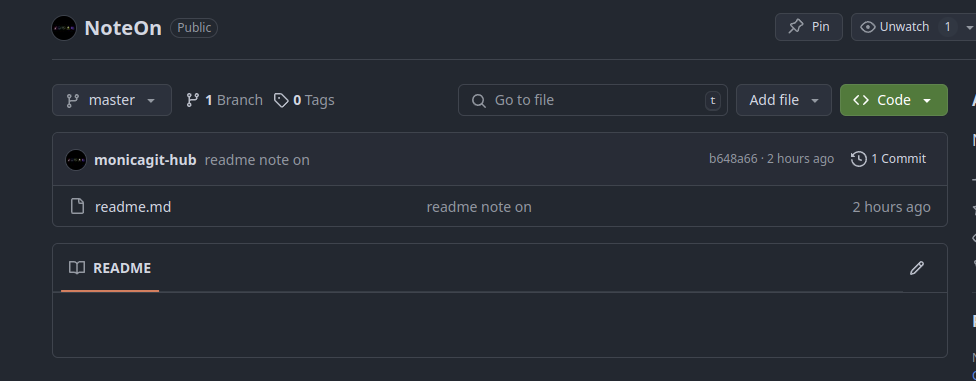 NoteOn Public Pin Unwatch 1
master 1 Branch 0 Tags Go to file t Add file Code
monicagit-hub readme note on b648a66 · 2 hours ago 1 Commit
readme.md readme note on 2 hours ago
README